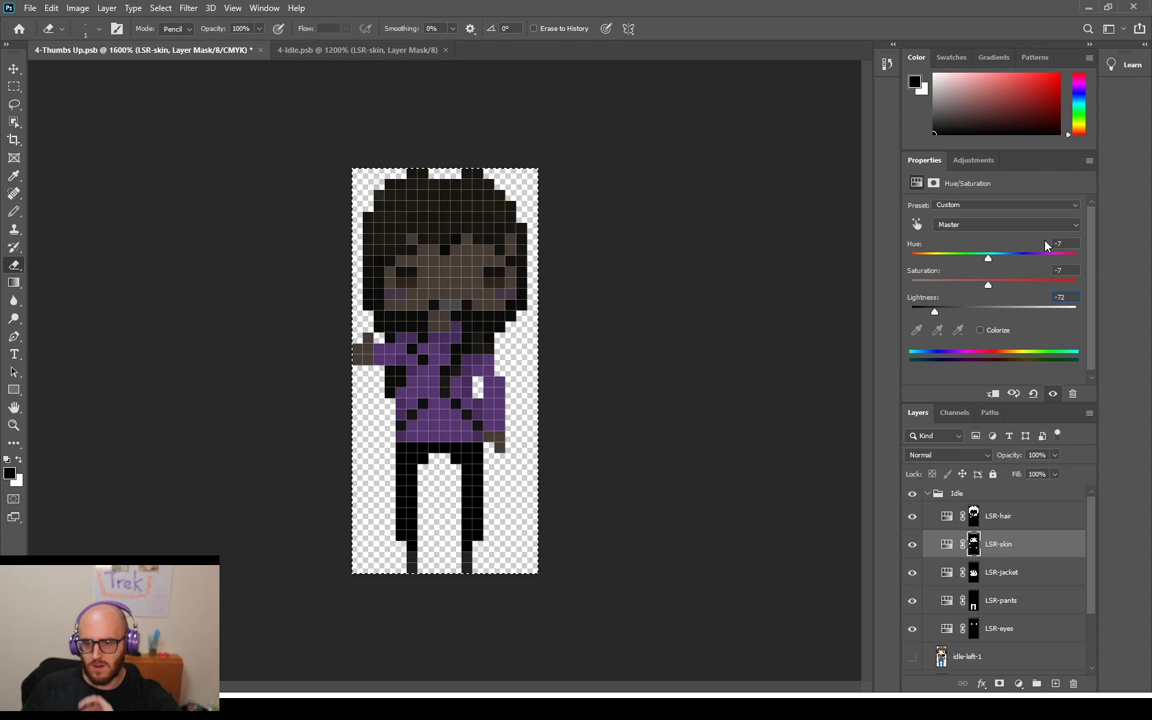 File Edit Image Layer Type Select Filter 3D View Window Help
1 Mode: Pencil Opacity: 100% Flow: Smoothing: 0% 0° Erase to History
4-Thumbs Up.psb @ 1600% (LSR-skin, Layer Mask/8/CMYK) * × 4-Idle.psb @ 1200% (LSR-skin, Layer Mask/8) ×
Color Swatches Gradients Patterns
Learn
Properties Adjustments
Hue/Saturation
Preset: Custom
Master
Hue: -7
Saturation: -7
Lightness: -72
Colorize
Layers Channels Paths
Kind
Normal Opacity: 100%
Lock: Fill: 100%
Idle
LSR-hair
LSR-skin
LSR-jacket
LSR-pants
LSR-eyes
idle-left-1
fx
Trek